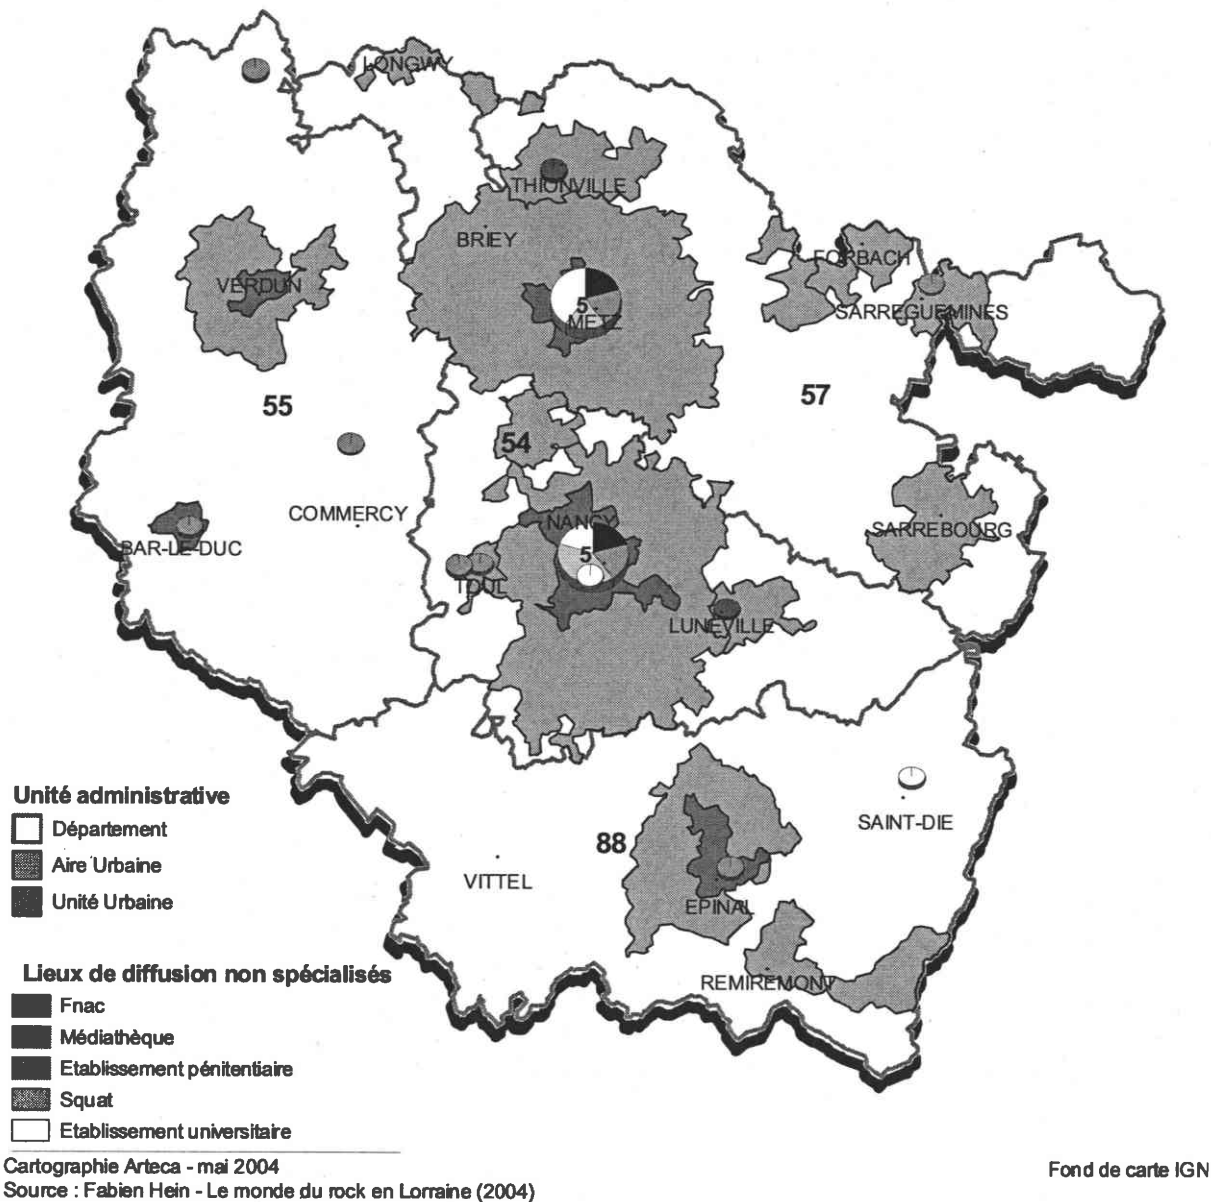 LONGWY
THIONVILLE
BRIEY
VERDUN
FORBACH
5
METZ
SARREGUEMINES
55
57
54
COMMERCY
NANCY
SARREBOURG
BAR-LE-DUC
5
TOUL
LUNEVILLE
Unité administrative
Département
Aire Urbaine
Unité Urbaine
88
SAINT-DIE
VITTEL
EPINAL
REMIREMONT
Lieux de diffusion non spécialisés
Fnac
Médiathèque
Etablissement pénitentiaire
Squat
Etablissement universitaire
Cartographie Arteca - mai 2004
Fond de carte IGN
Source : Fabien Hein - Le monde du rock en Lorraine (2004)